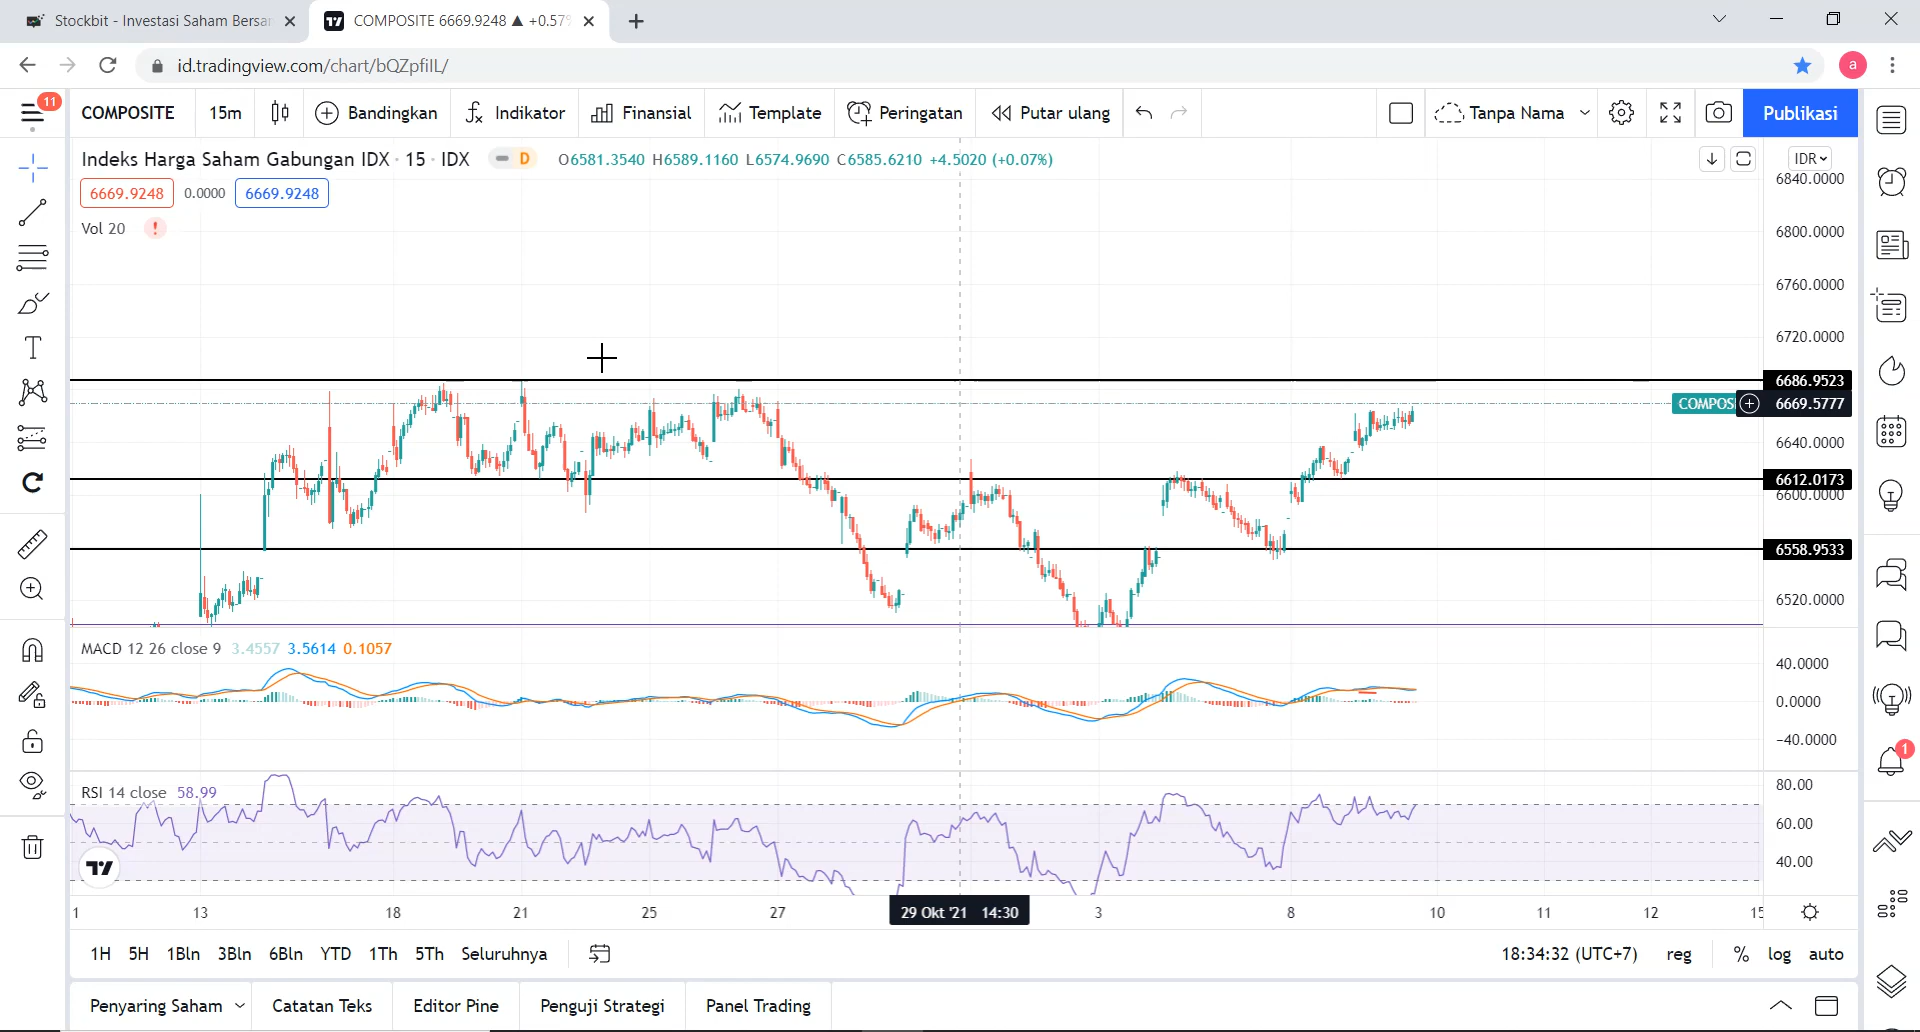 Stockbit - Investasi Saham Bersa
COMPOSITE 6669.9248 ▲ +0.57%
id.tradingview.com/chart/bQZpfiIL/
a
11
COMPOSITE 15m Bandingkan Indikator Finansial Template Peringatan Putar ulang Tanpa Nama Publikasi
Indeks Harga Saham Gabungan IDX · 15 · IDX D O6581.3540 H6589.1160 L6574.9690 C6585.6210 +4.5020 (+0.07%)
IDR
6669.9248 0.0000 6669.9248
Vol 20 !
6840.0000
6800.0000
6760.0000
6720.0000
6686.9523
COMPOSI 6669.5777
6640.0000
6612.0173
6600.0000
6558.9533
6520.0000
MACD 12 26 close 9 3.4557 3.5614 0.1057
40.0000
0.0000
−40.0000
RSI 14 close 58.99
80.00
60.00
40.00
1 13 18 21 25 27 29 Okt '21 14:30 3 8 10 11 12 15
1H 5H 1Bln 3Bln 6Bln YTD 1Th 5Th Seluruhnya 18:34:32 (UTC+7) reg % log auto
Penyaring Saham Catatan Teks Editor Pine Penguji Strategi Panel Trading
1